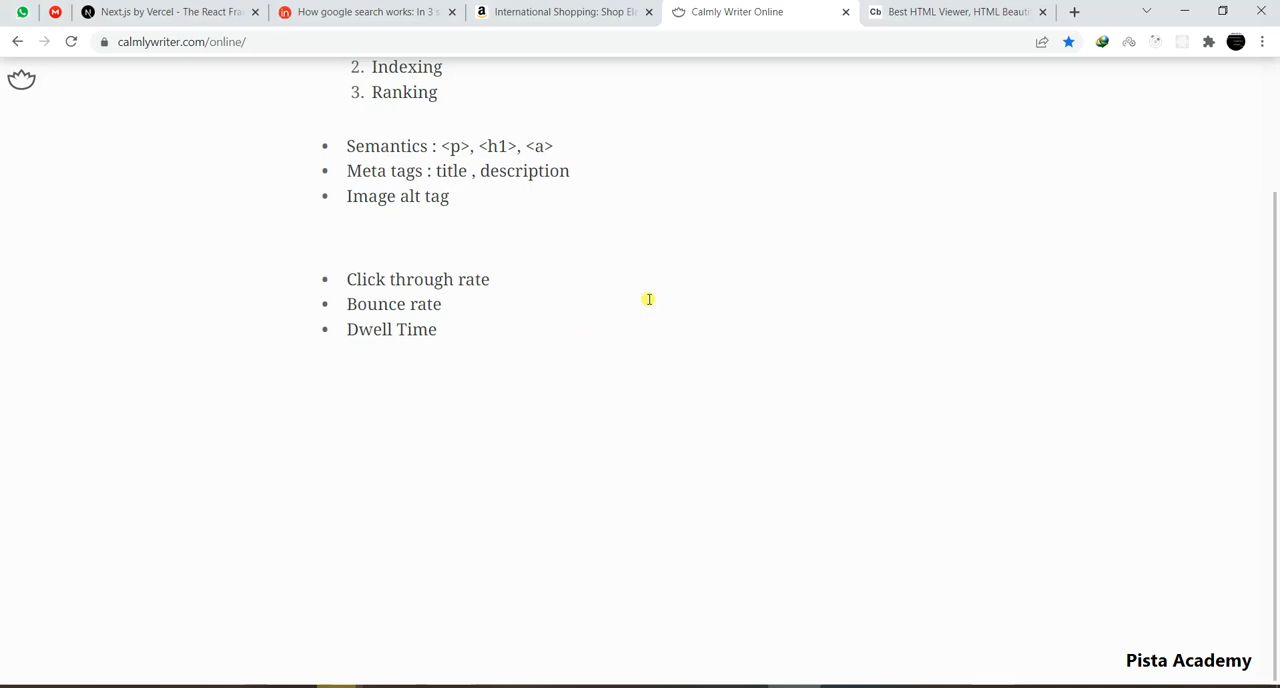 Next.js by Vercel - The React Fra
How google search works: In 3 s
International Shopping: Shop Ele
Calmly Writer Online
Best HTML Viewer, HTML Beauti
calmlywriter.com/online/
2. Indexing
3. Ranking
• Semantics : <p>, <h1>, <a>
• Meta tags : title , description
• Image alt tag
• Click through rate
• Bounce rate
• Dwell Time
Pista Academy